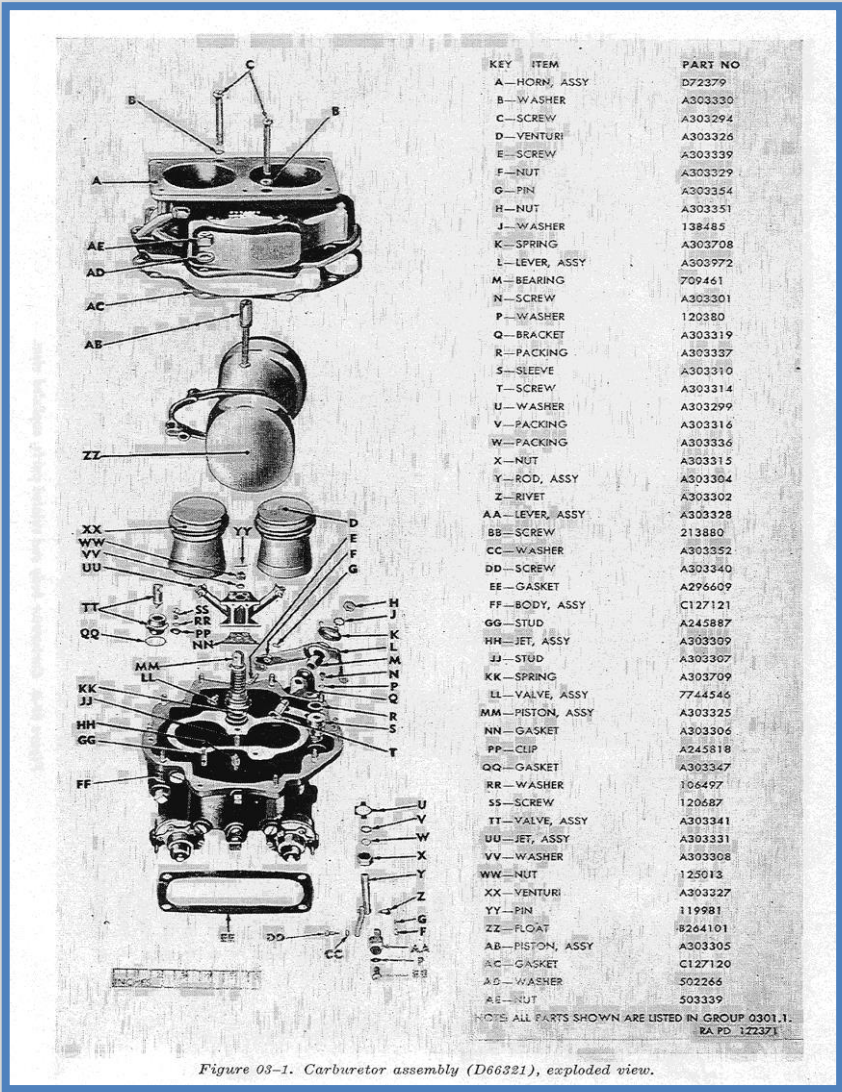 KEY ITEM PART NO
A—HORN, ASSY D72379
B—WASHER A303330
C—SCREW A303294
D—VENTURI A303326
E—SCREW A303339
F—NUT A303329
G—PIN A303354
H—NUT A303351
J—WASHER 138485
K—SPRING A303708
L—LEVER, ASSY A303972
M—BEARING 709461
N—SCREW A303301
P—WASHER 120380
Q—BRACKET A303319
R—PACKING A303337
S—SLEEVE A303310
T—SCREW A303314
U—WASHER A303299
V—PACKING A303316
W—PACKING A303336
X—NUT A303315
Y—ROD, ASSY A303304
Z—RIVET A303302
AA—LEVER, ASSY A303328
BB—SCREW 213880
CC—WASHER A303352
DD—SCREW A303340
EE—GASKET A296609
FF—BODY, ASSY C127121
GG—STUD A245887
HH—JET, ASSY A303309
JJ—STUD A303307
KK—SPRING A303709
LL—VALVE, ASSY 7744546
MM—PISTON, ASSY A303325
NN—GASKET A303306
PP—CLIP A245818
QQ—GASKET A303347
RR—WASHER 106497
SS—SCREW 120687
TT—VALVE, ASSY A303341
UU—JET, ASSY A303331
VV—WASHER A303308
WW—NUT 125013
XX—VENTURI A303327
YY—PIN 119981
ZZ—FLOAT B264101
AB—PISTON, ASSY A303305
AC—GASKET C127120
AD—WASHER 502266
AE—NUT 503339
NOTE ALL PARTS SHOWN ARE LISTED IN GROUP 0301.1.
RA PD 122371
C
B
B
A
AE
AD
AC
AB
ZZ
XX
WW
VV
UU
YY
D
E
F
G
TT
SS
RR
QQ
PP
NN
H
J
K
L
M
N
P
Q
R
S
T
MM
LL
KK
JJ
HH
GG
FF
U
V
W
X
Y
Z
G
F
AA
P
EE
CC
Figure 03–1. Carburetor assembly (D66321), exploded view.